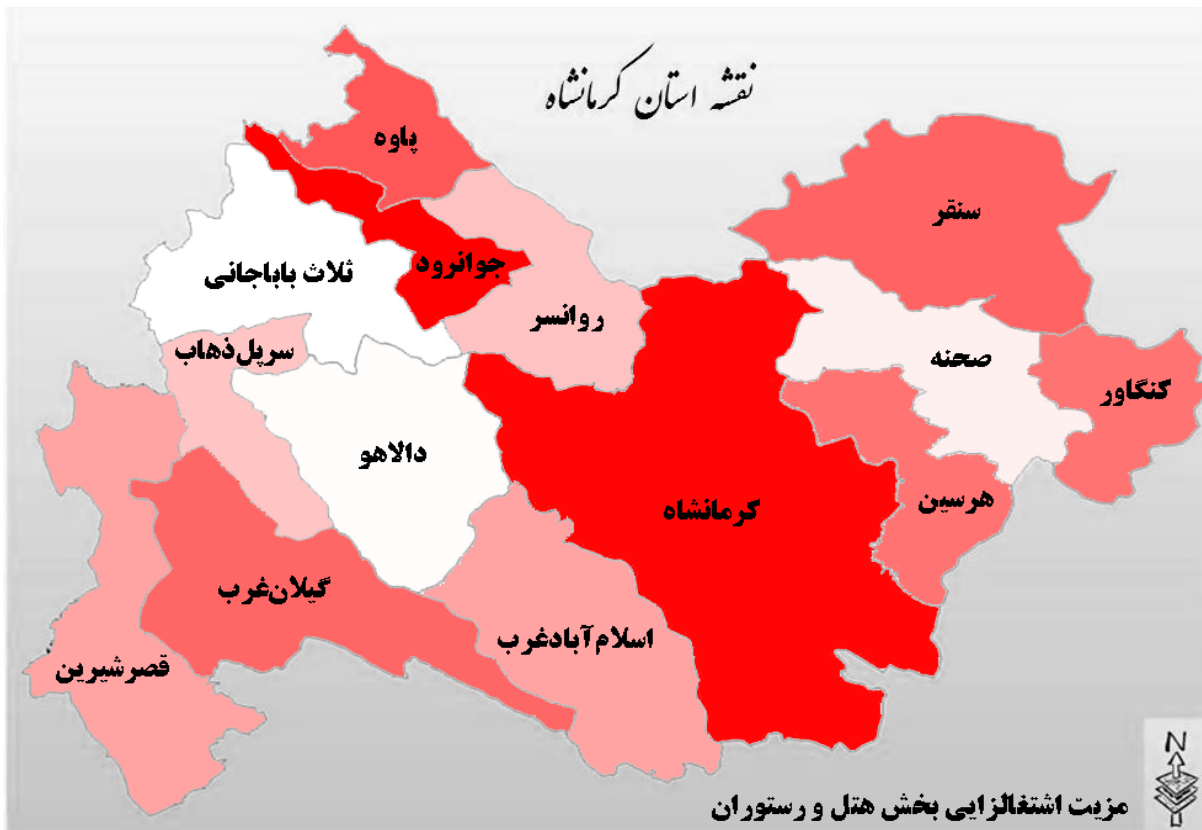 نقشه استان کرمانشاه
پاوه
سنقر
جوانرود
ثلاث باباجانی
روانسر
سرپل‌ذهاب
صحنه
کنگاور
دالاهو
هرسین
کرمانشاه
گیلان‌غرب
اسلام‌آبادغرب
قصرشیرین
N
مزیت اشتغالزایی بخش هتل و رستوران